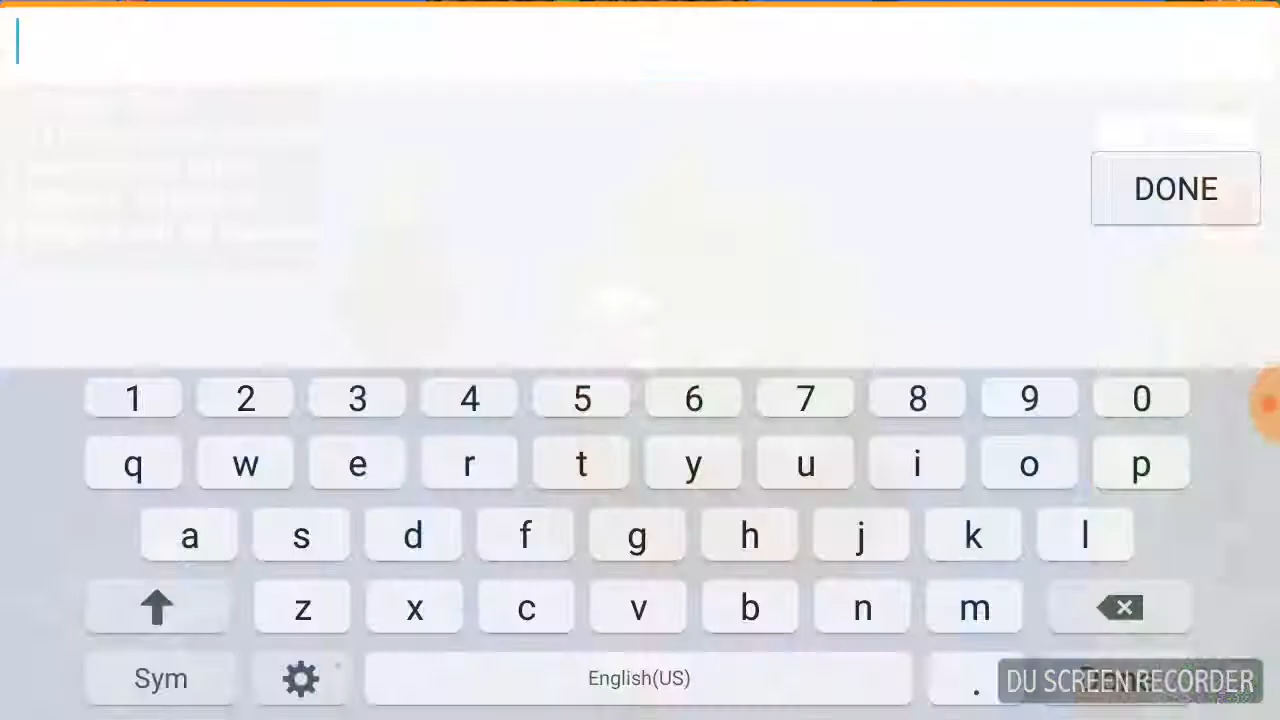 DONE
1 2 3 4 5 6 7 8 9 0
q w e r t y u i o p
a s d f g h j k l
z x c v b n m
Sym English(US) .
DU SCREEN RECORDER